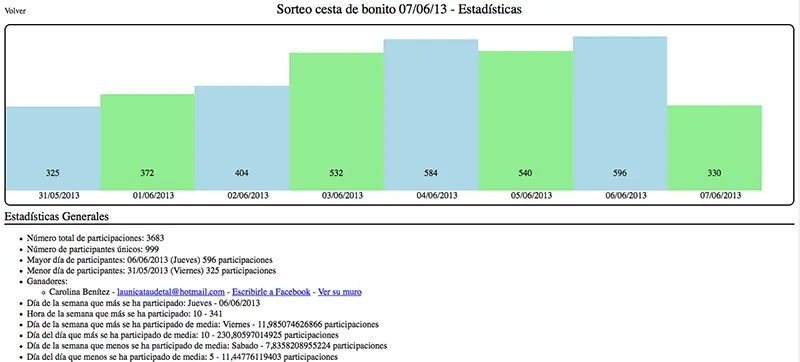 Volver
Sorteo cesta de bonito 07/06/13 - Estadísticas
325 372 404 532 584 540 596 330
31/05/2013 01/06/2013 02/06/2013 03/06/2013 04/06/2013 05/06/2013 06/06/2013 07/06/2013
Estadísticas Generales
Número total de participaciones: 3683
Número de participantes únicos: 999
Mayor día de participantes: 06/06/2013 (Jueves) 596 participaciones
Menor día de participantes: 31/05/2013 (Viernes) 325 participaciones
Ganadores:
Carolina Benítez - launicataudetal@hotmail.com - Escribirle a Facebook - Ver su muro
Día de la semana que más se ha participado: Jueves - 06/06/2013
Hora de la semana que más se ha participado: 10 - 341
Día de la semana que más se ha participado de media: Viernes - 11,985074626866 participaciones
Día del día que más se ha participado de media: 10 - 230,80597014925 participaciones
Día de la semana que menos se ha participado de media: Sabado - 7,8358208955224 participaciones
Día del día que menos se ha participado de media: 5 - 11,44776119403 participaciones